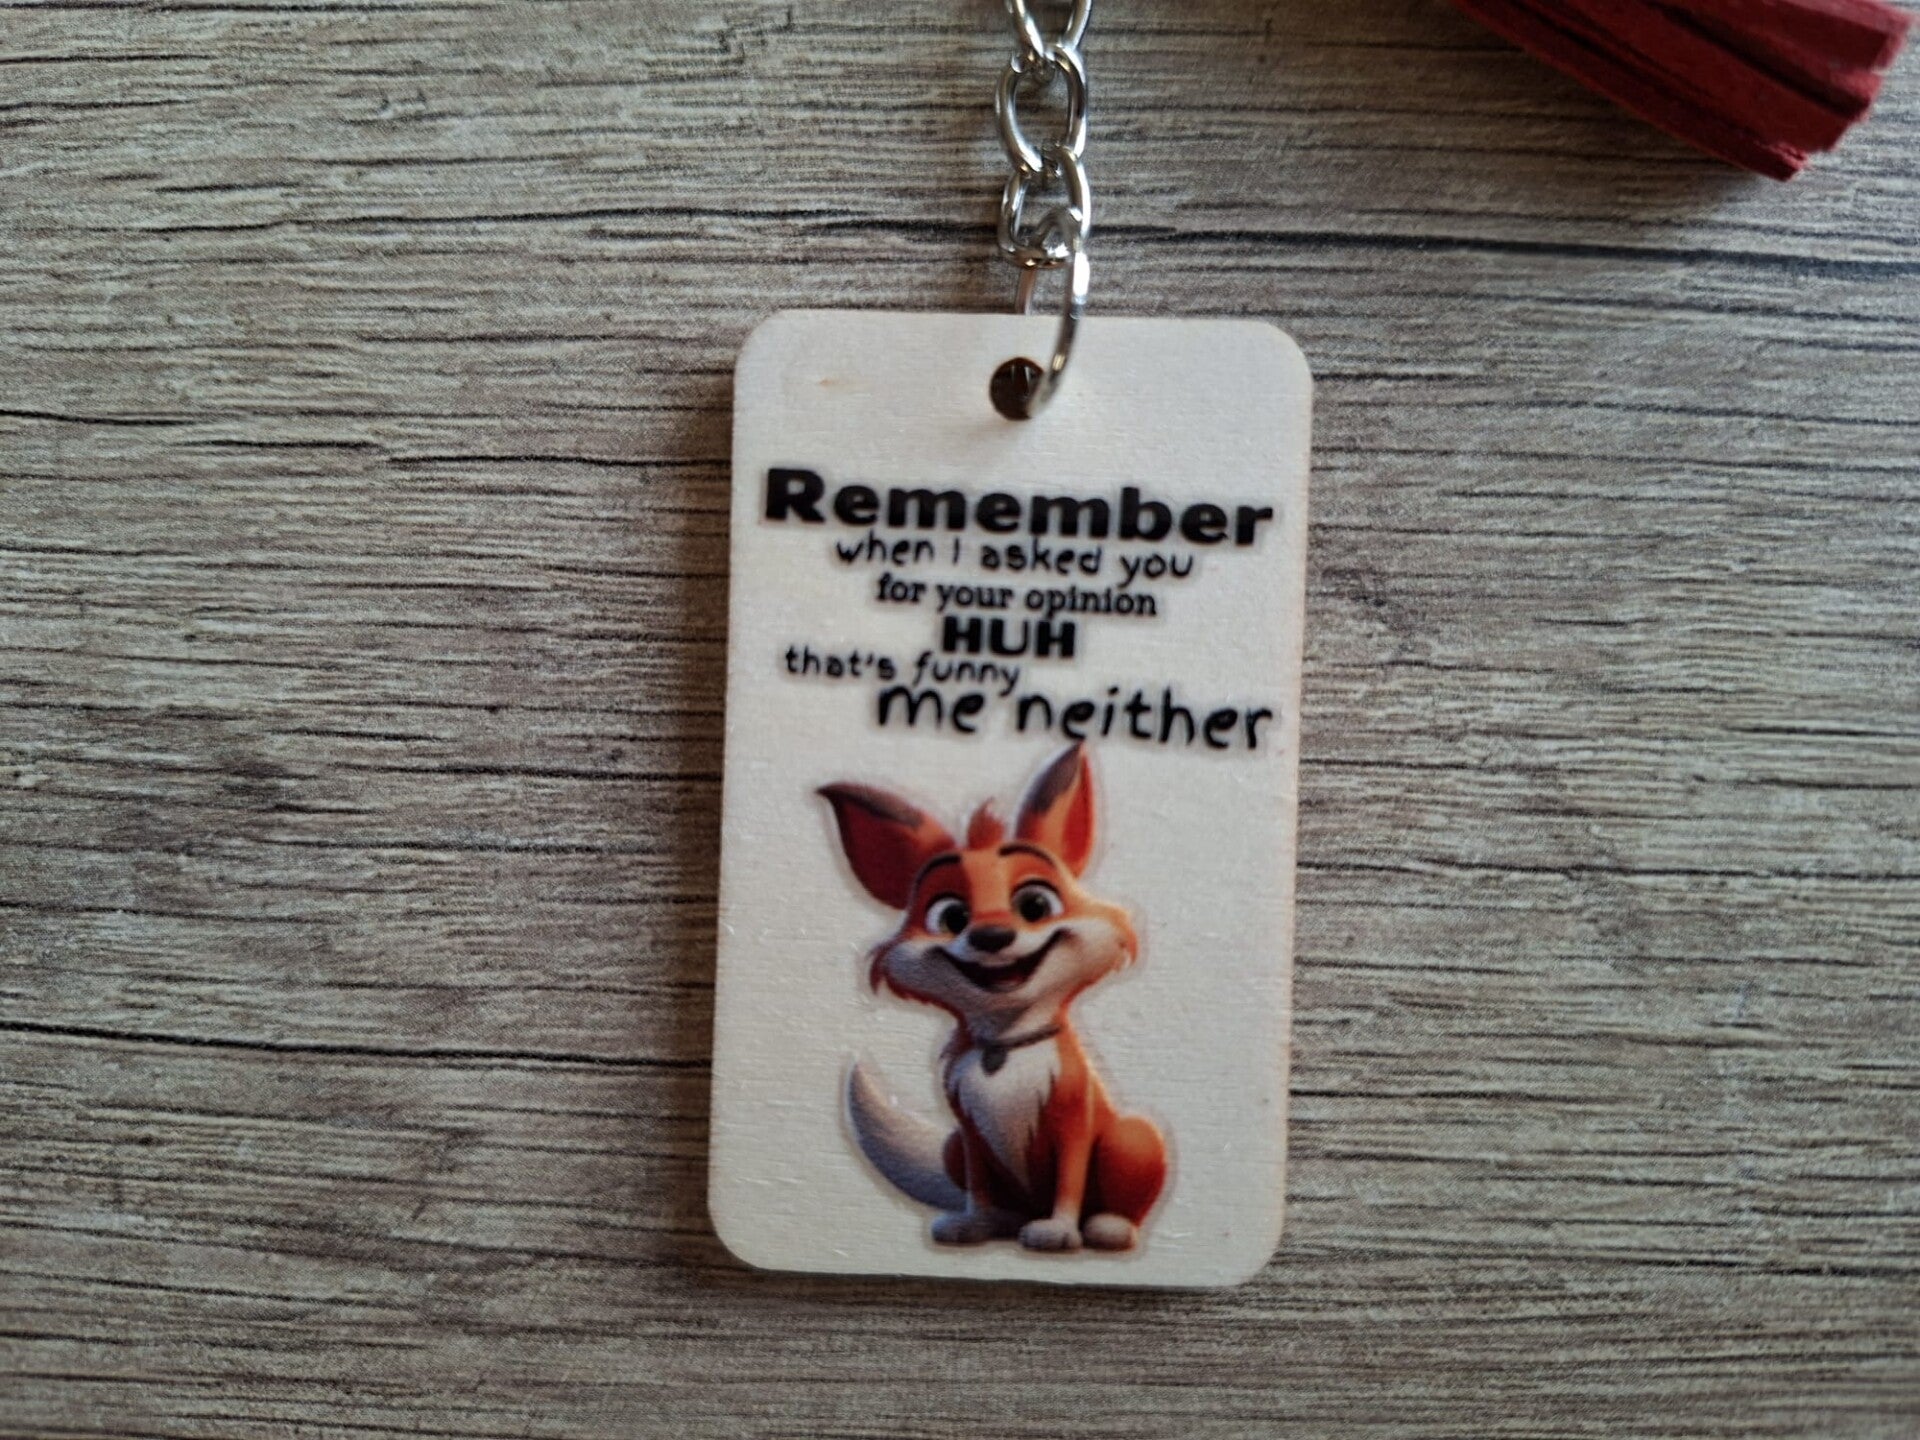 Remember
when I asked you
for your opinion
HUH
that's funny
me neither